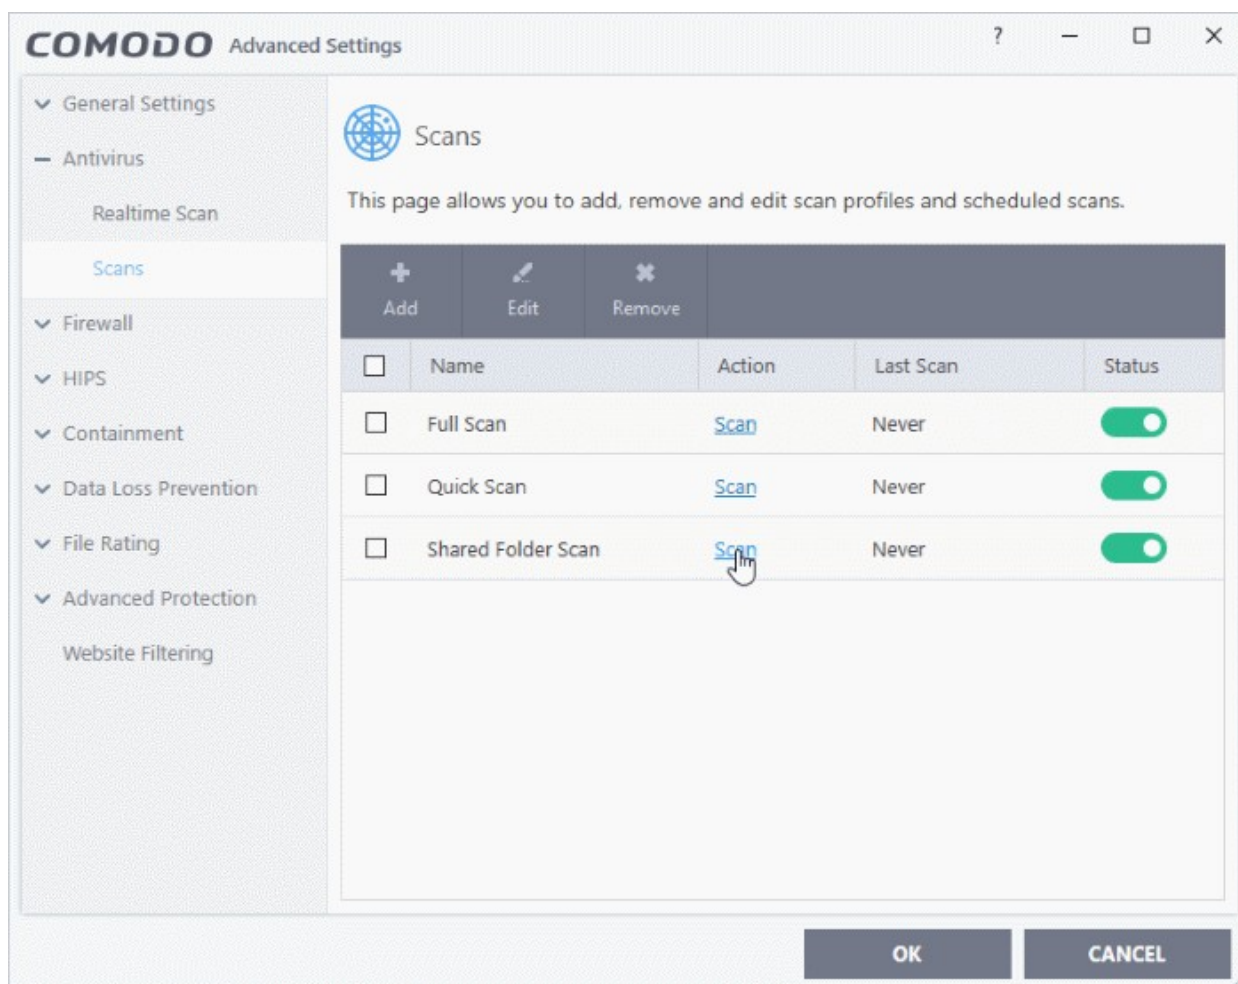 COMODO Advanced Settings ?
General Settings
Antivirus
Realtime Scan
Scans
Firewall
HIPS
Containment
Data Loss Prevention
File Rating
Advanced Protection
Website Filtering
Scans
This page allows you to add, remove and edit scan profiles and scheduled scans.
Add Edit Remove
Name Action Last Scan Status
Full Scan Scan Never
Quick Scan Scan Never
Shared Folder Scan Scan Never
OK CANCEL